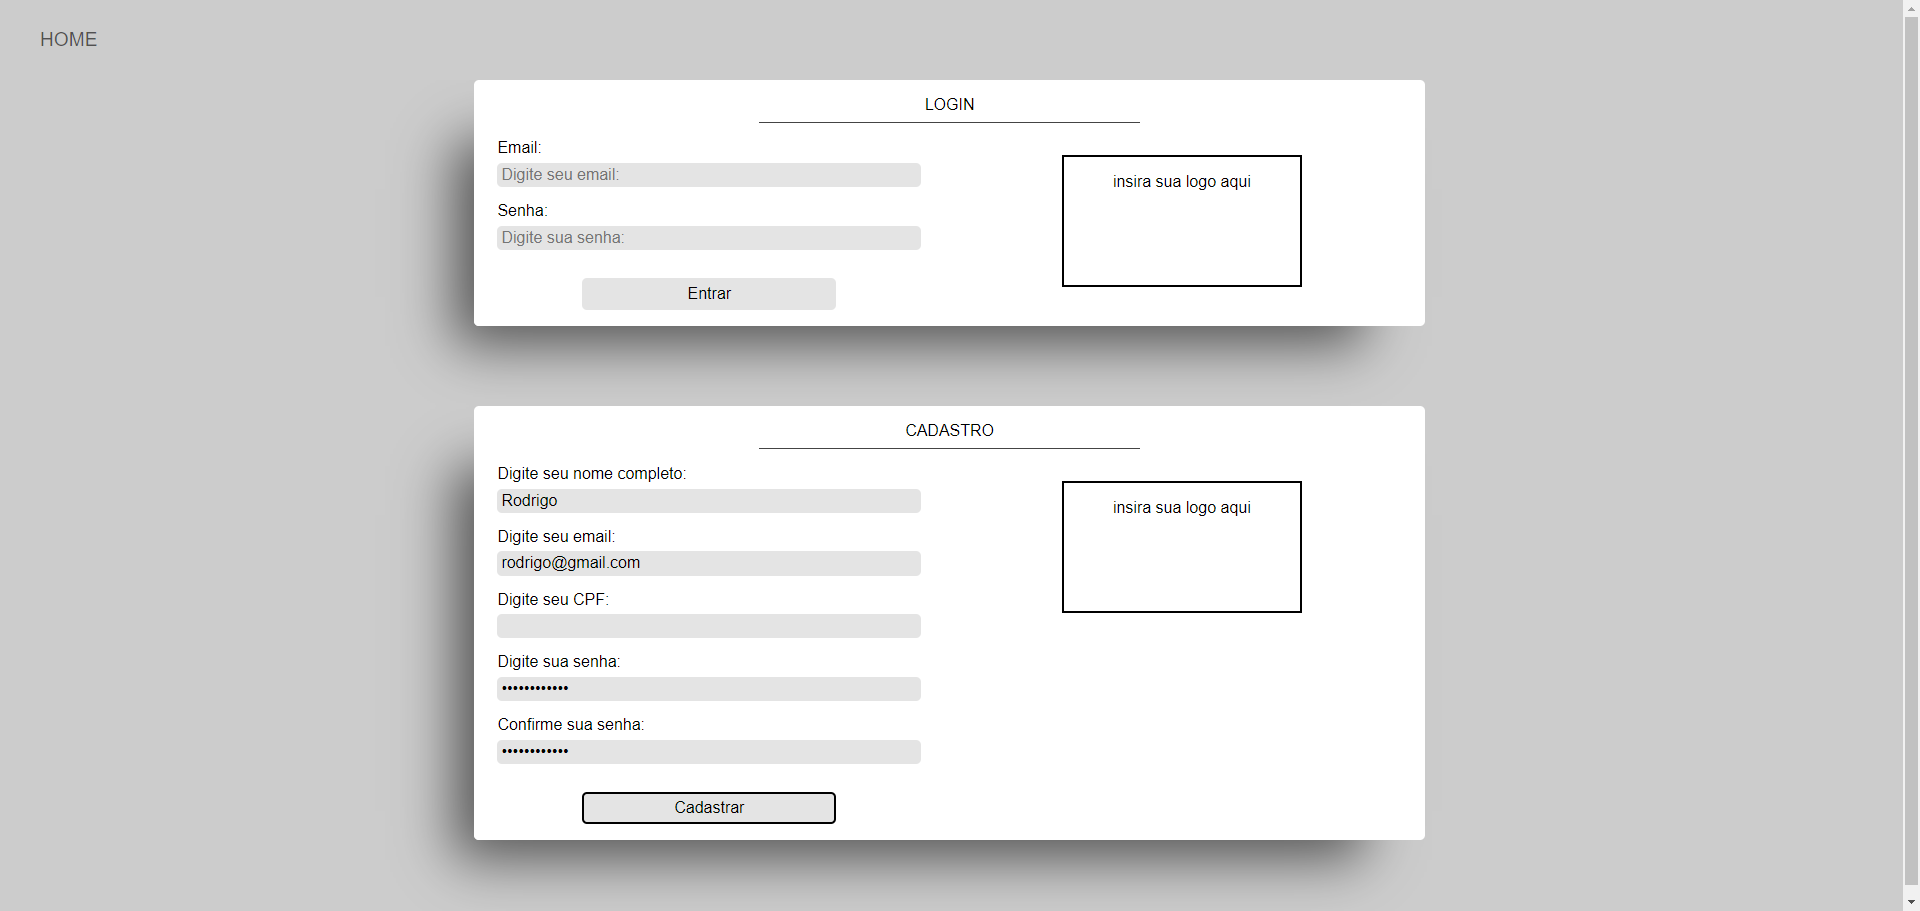 HOME
LOGIN
Email:
Digite seu email:
Senha:
Digite sua senha:
Entrar
insira sua logo aqui
CADASTRO
Digite seu nome completo:
Rodrigo
Digite seu email:
rodrigo@gmail.com
Digite seu CPF:
Digite sua senha:
••••••••••••
Confirme sua senha:
••••••••••••
Cadastrar
insira sua logo aqui